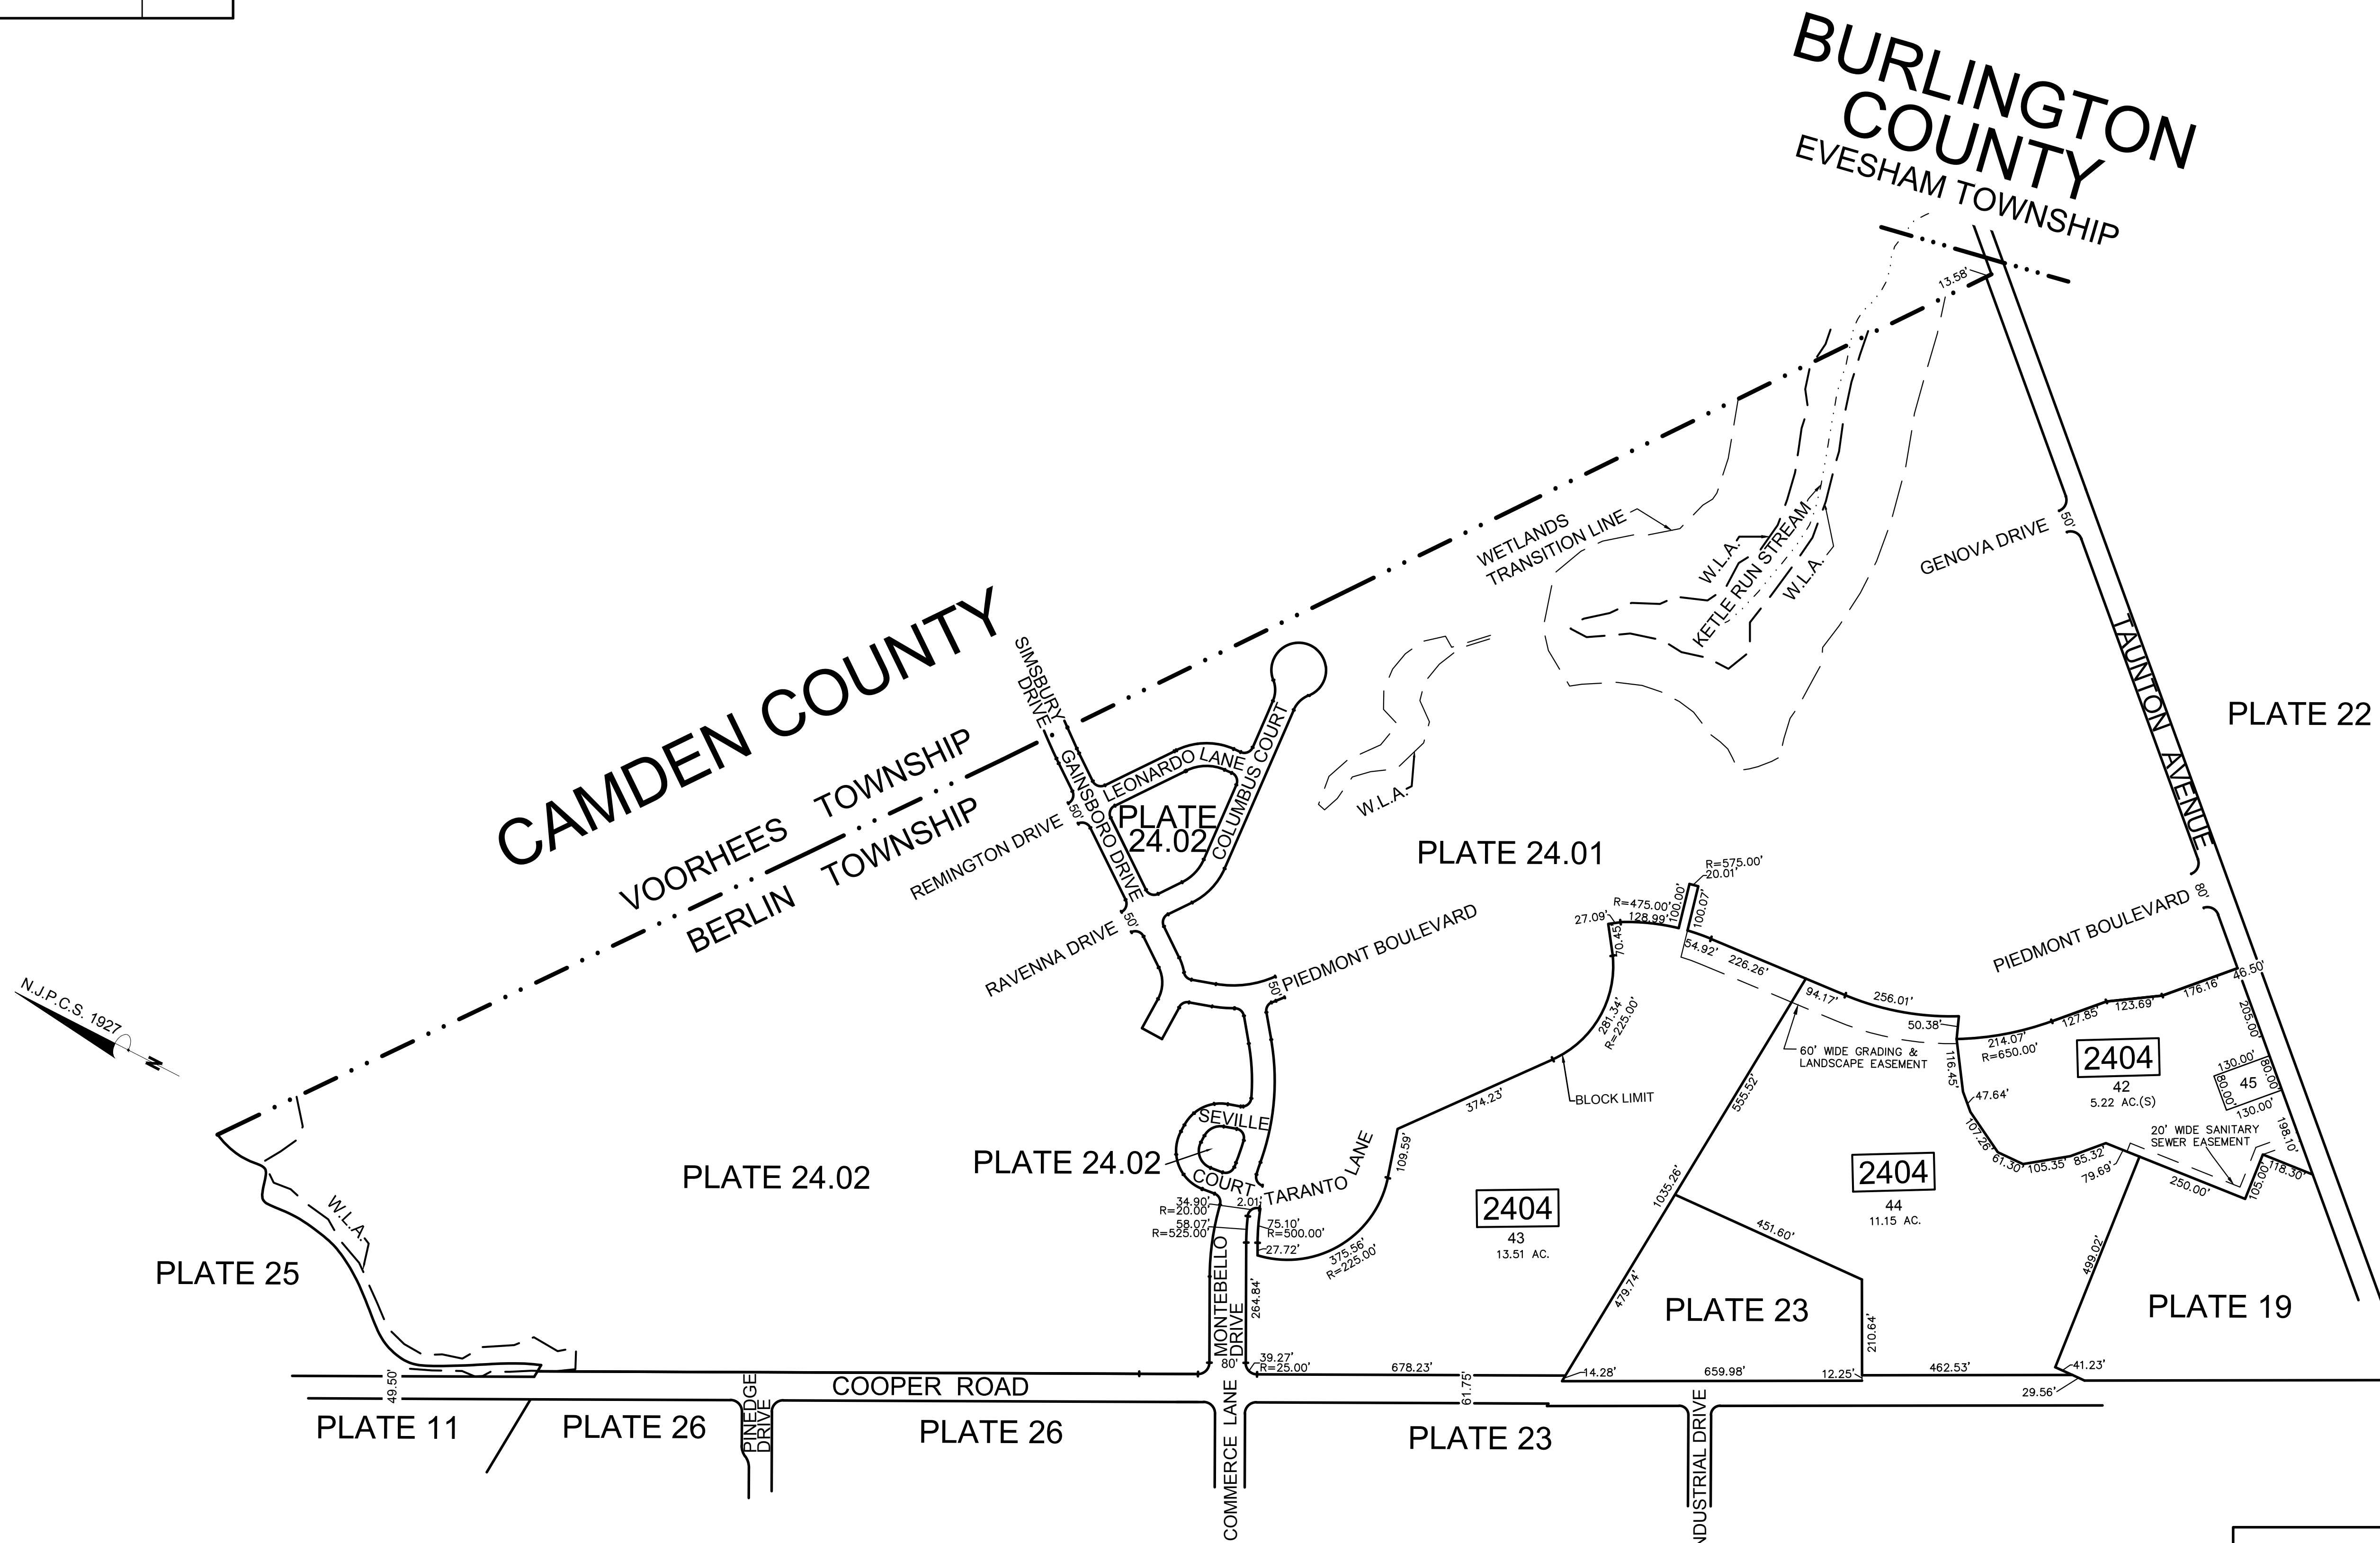 BURLINGTON
COUNTY
EVESHAM TOWNSHIP
13.58'
CAMDEN COUNTY
VOORHEES TOWNSHIP
BERLIN TOWNSHIP
SIMSBURY
DRIVE
GAINSBORO DRIVE
LEONARDO LANE
COLUMBUS COURT
PLATE
24.02
REMINGTON DRIVE
50'
RAVENNA DRIVE
50'
WETLANDS
TRANSITION LINE
W.L.A.
KETLE RUN STREAM
W.L.A.
W.L.A.
GENOVA DRIVE
50'
TAUNTON AVENUE
PLATE 22
PLATE 24.01
PIEDMONT BOULEVARD
50'
PIEDMONT BOULEVARD
80'
N.J.P.C.S. 1927
N
R=575.00'
20.01'
R=475.00'
128.99'
27.09'
100.00'
100.07'
70.45'
54.92'
226.26'
94.17'
256.01'
50.38'
281.34'
R=225.00'
374.23'
BLOCK LIMIT
60' WIDE GRADING &
LANDSCAPE EASEMENT
555.52'
1035.26'
479.74'
116.45'
47.64'
107.26'
61.30'
105.35'
85.32'
79.69'
214.07'
R=650.00'
127.85'
123.69'
176.16'
46.50'
205.00'
2404
42
5.22 AC.(S)
130.00'
80.00'
45
80.00'
130.00'
198.10'
20' WIDE SANITARY
SEWER EASEMENT
250.00'
105.00'
118.30'
SEVILLE
COURT
PLATE 24.02
PLATE 24.02
TARANTO LANE
109.59'
34.90'
R=20.00'
2.01'
58.07'
R=525.00'
75.10'
R=500.00'
27.72'
375.56'
R=225.00'
MONTEBELLO
DRIVE
264.84'
80'
39.27'
R=25.00'
2404
43
13.51 AC.
2404
44
11.15 AC.
451.60'
210.64'
499.02'
PLATE 23
PLATE 19
W.L.A.
PLATE 25
49.50'
COOPER ROAD
678.23'
61.75'
14.28'
659.98'
12.25'
462.53'
41.23'
29.56'
PLATE 11
PLATE 26
PINEDGE
DRIVE
PLATE 26
COMMERCE LANE
PLATE 23
NDUSTRIAL DRIVE